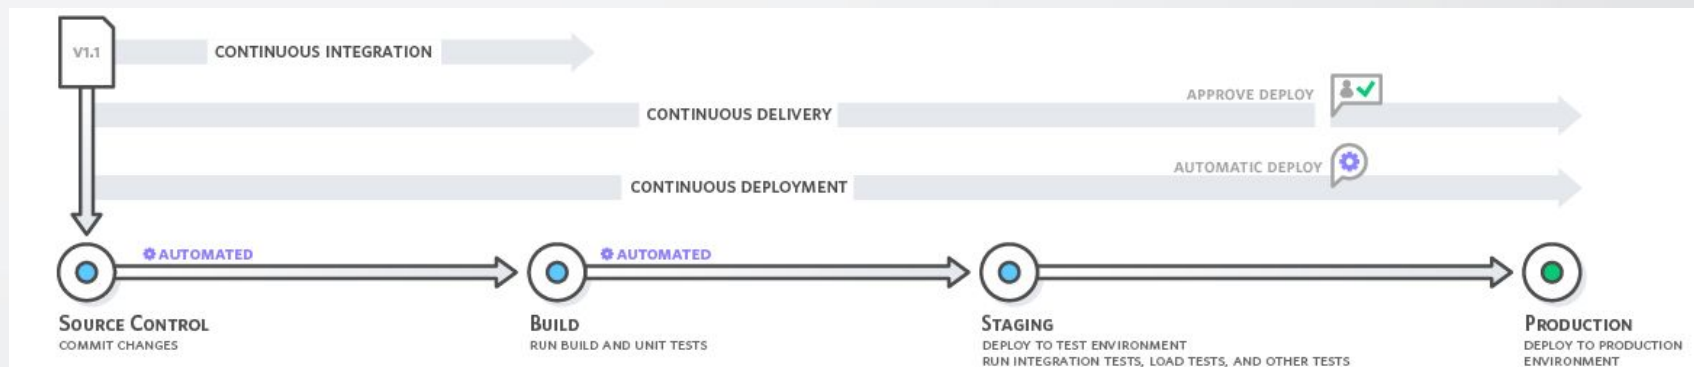 V1.1
CONTINUOUS INTEGRATION
APPROVE DEPLOY
CONTINUOUS DELIVERY
AUTOMATIC DEPLOY
CONTINUOUS DEPLOYMENT
AUTOMATED
AUTOMATED
SOURCE CONTROL
COMMIT CHANGES
BUILD
RUN BUILD AND UNIT TESTS
STAGING
DEPLOY TO TEST ENVIRONMENT
RUN INTEGRATION TESTS, LOAD TESTS, AND OTHER TESTS
PRODUCTION
DEPLOY TO PRODUCTION
ENVIRONMENT